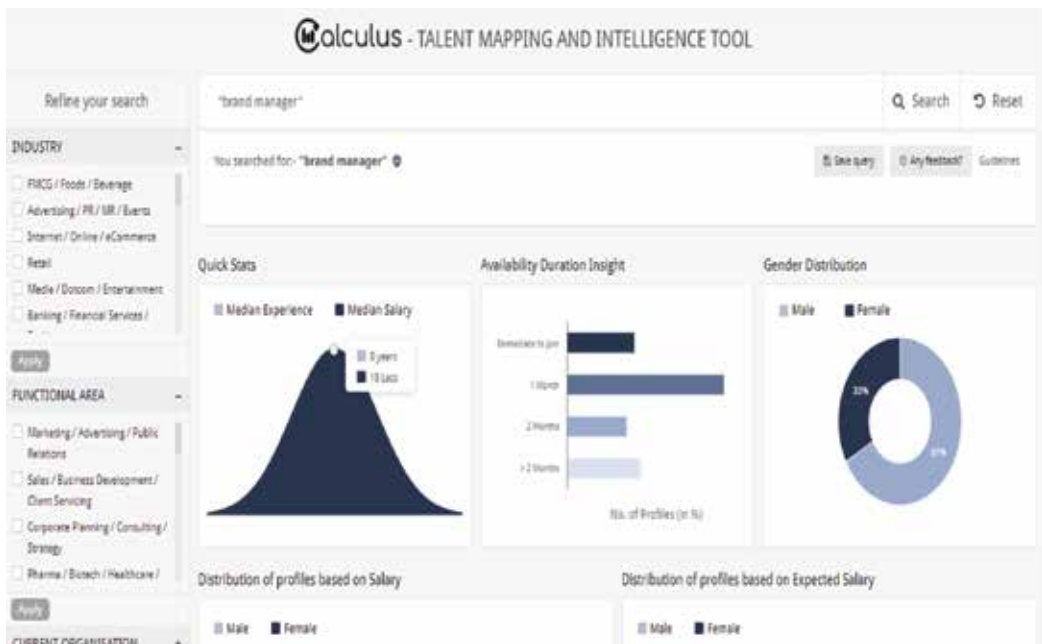 Calculus - TALENT MAPPING AND INTELLIGENCE TOOL
Refine your search
"brand manager"
Search
Reset
INDUSTRY
-
You searched for:- "brand manager"
Save query
Any feedback?
Guidelines
FMCG / Foods / Beverage
Advertising / PR / MR / Events
Internet / Online / eCommerce
Retail
Media / Dotcom / Entertainment
Banking / Financial Services /
Apply
FUNCTIONAL AREA
-
Marketing / Advertising / Public
Relations
Sales / Business Development /
Client Servicing
Corporate Planning / Consulting /
Strategy
Pharma / Biotech / Healthcare /
Apply
CURRENT ORGANISATION
Quick Stats
Median Experience
Median Salary
8 years
18 Lacs
Availability Duration Insight
Immediate to join
1 Month
2 Months
> 2 Months
No. of Profiles (in %)
Gender Distribution
Male
Female
33%
Distribution of profiles based on Salary
Male
Female
Distribution of profiles based on Expected Salary
Male
Female